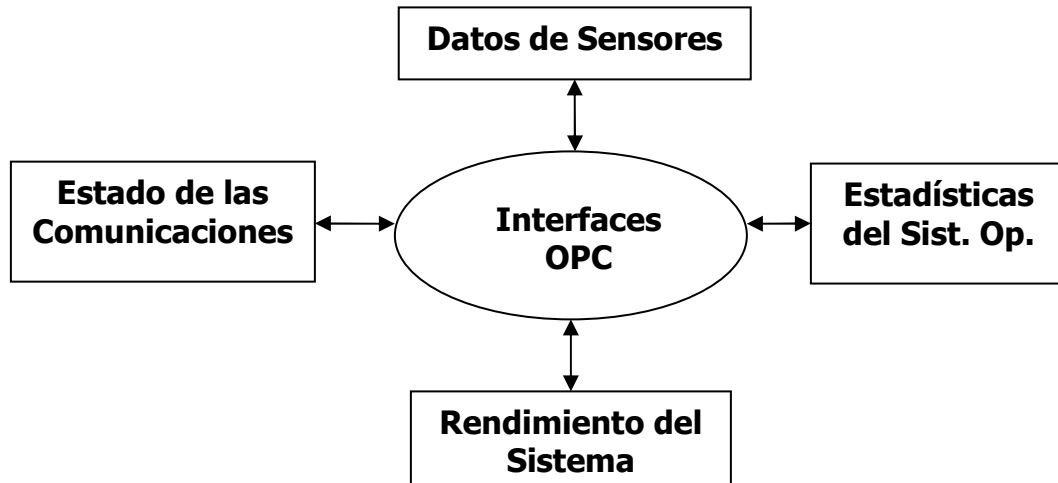 Datos de Sensores
Estado de las
Comunicaciones
Interfaces
OPC
Estadísticas
del Sist. Op.
Rendimiento del
Sistema